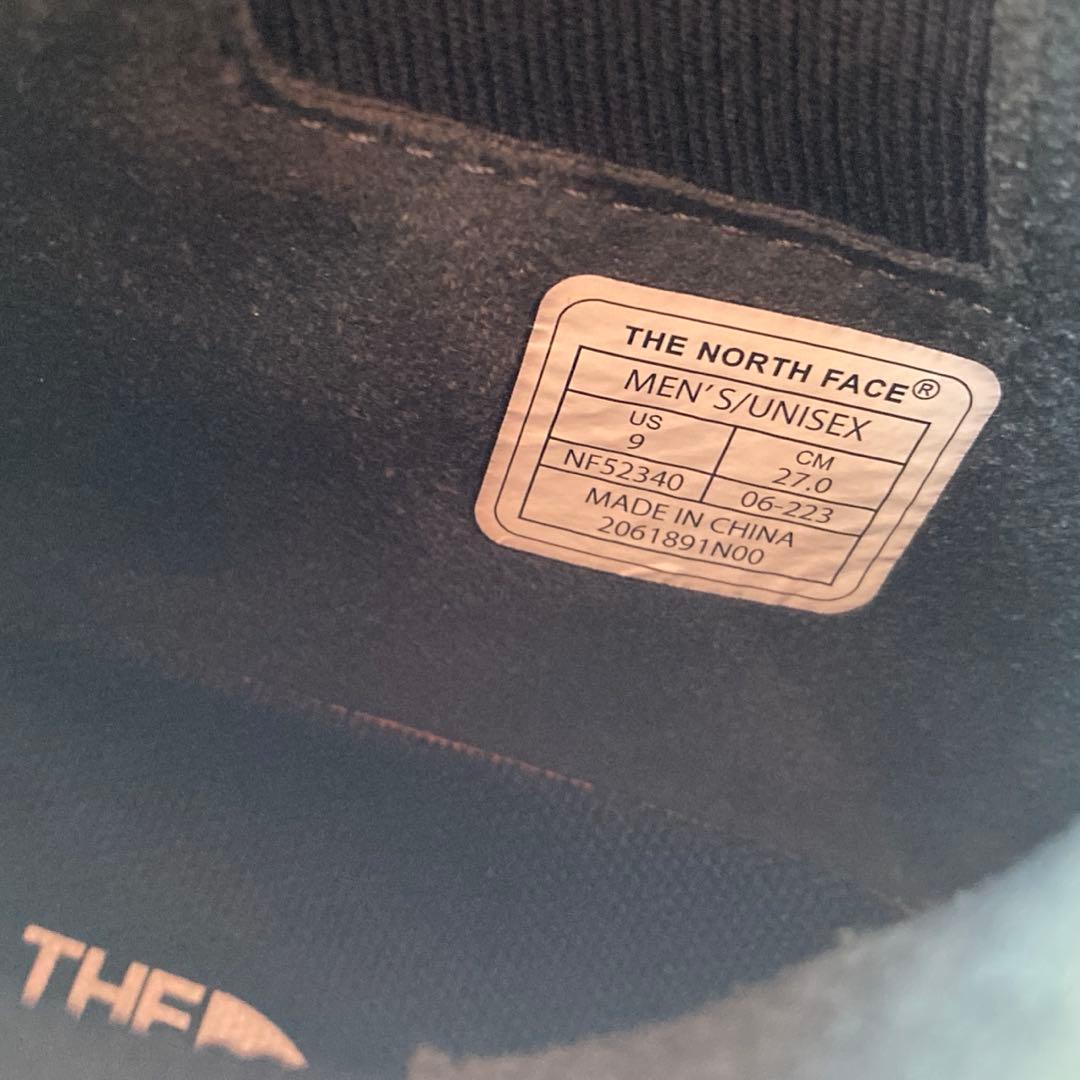 THE NORTH FACE®
MEN'S/UNISEX
US CM
9 27.0
NF52340 06-223
MADE IN CHINA
2061891N00
THE